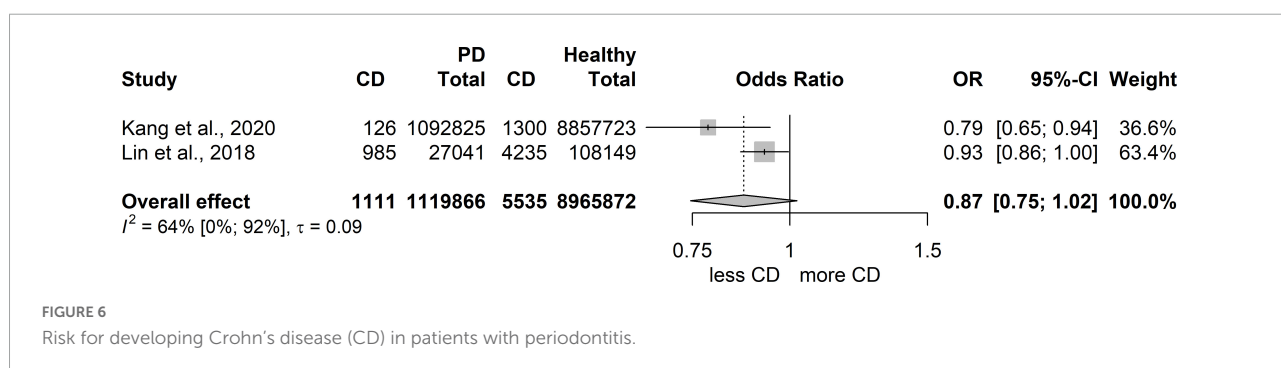 PD Healthy
Study CD Total CD Total Odds Ratio OR 95%-CI Weight
Kang et al., 2020 126 1092825 1300 8857723 0.79 [0.65; 0.94] 36.6%
Lin et al., 2018 985 27041 4235 108149 0.93 [0.86; 1.00] 63.4%
Overall effect 1111 1119866 5535 8965872 0.87 [0.75; 1.02] 100.0%
I² = 64% [0%; 92%], τ = 0.09
0.75 1 1.5
less CD more CD
FIGURE 6
Risk for developing Crohn’s disease (CD) in patients with periodontitis.